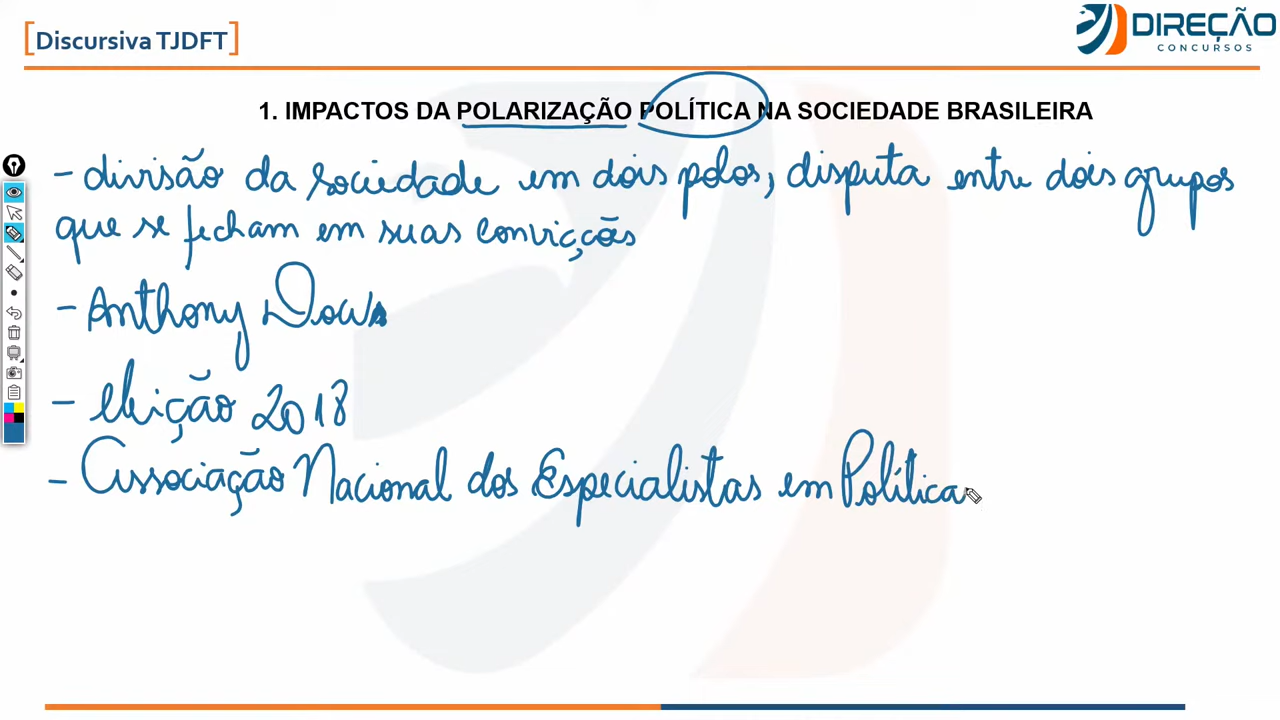 [Discursiva TJDFT]
DIREÇÃO
CONCURSOS
1. IMPACTOS DA POLARIZAÇÃO POLÍTICA NA SOCIEDADE BRASILEIRA
- divisão da sociedade em dois polos, disputa entre dois grupos
que se fecham em suas convicções
- Anthony Dows
- eleição 2018
- Associação Nacional dos Especialistas em Política